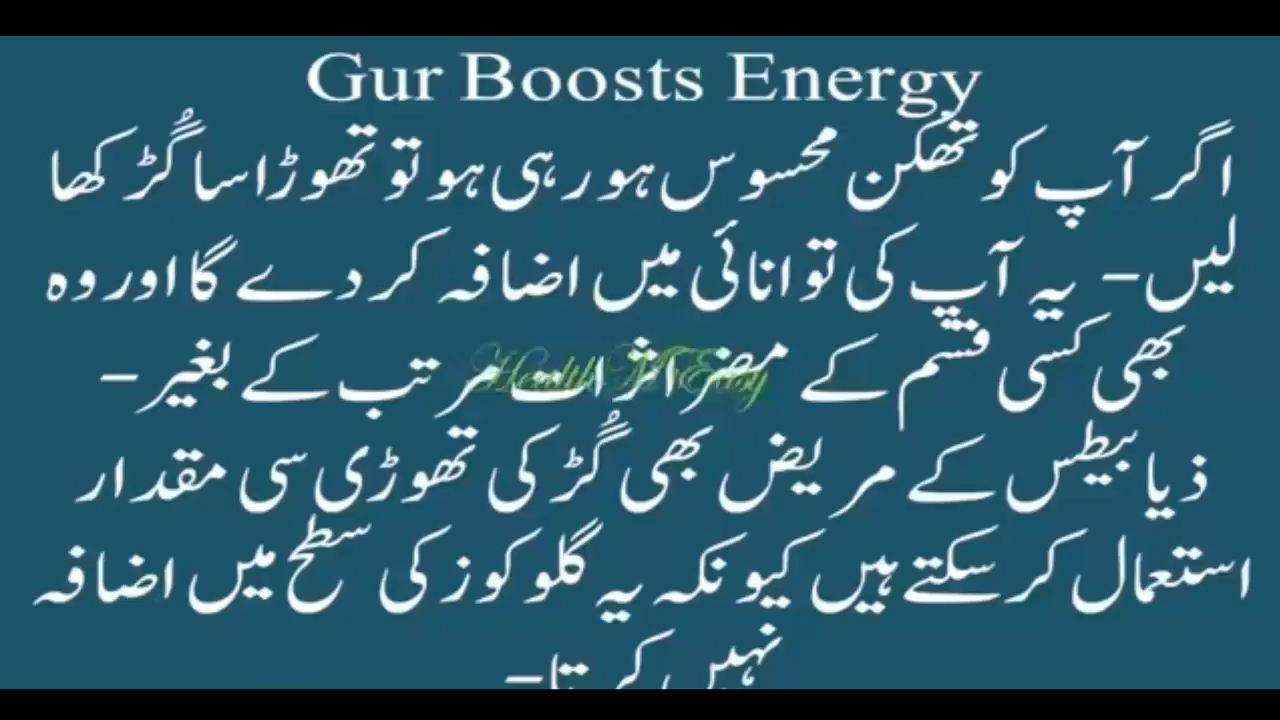 Gur Boosts Energy
اگر آپ کو تھکن محسوس ہو رہی ہو تو تھوڑا سا گُڑ کھا
لیں – یہ آپ کی توانائی میں اضافہ کر دے گا اور وہ
بھی کسی قسم کے مضر اثرات مرتب کے بغیر –
Health M Easy
ذیابیطس کے مریض بھی گُڑ کی تھوڑی سی مقدار
استعمال کر سکتے ہیں کیونکہ یہ گلوکوز کی سطح میں اضافہ
نہیں کرتا –